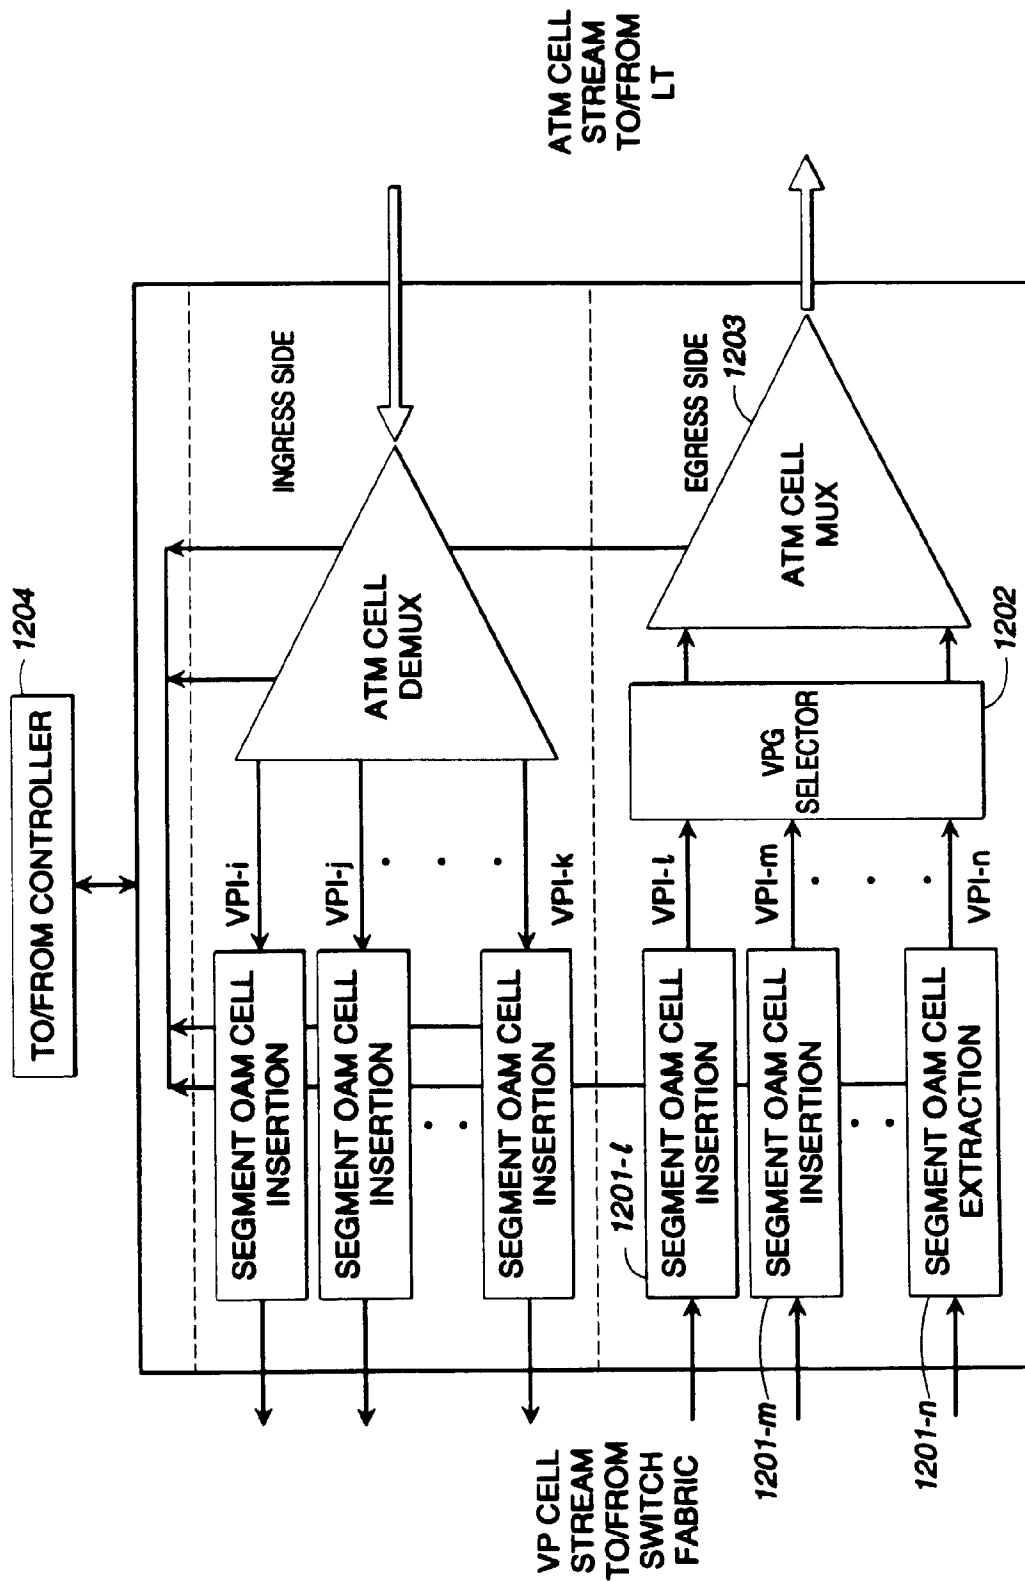 TO/FROM CONTROLLER
1204
INGRESS SIDE
ATM CELL
STREAM
TO/FROM
LT
SEGMENT OAM CELL
INSERTION
VPI-i
SEGMENT OAM CELL
INSERTION
VPI-j
SEGMENT OAM CELL
INSERTION
VPI-k
ATM CELL
DEMUX
EGRESS SIDE
1203
VP CELL
STREAM
TO/FROM
SWITCH
FABRIC
1201-ℓ
SEGMENT OAM CELL
INSERTION
VPI-ℓ
1201-m
SEGMENT OAM CELL
INSERTION
VPI-m
1201-n
SEGMENT OAM CELL
EXTRACTION
VPI-n
VPG
SELECTOR
1202
ATM CELL
MUX